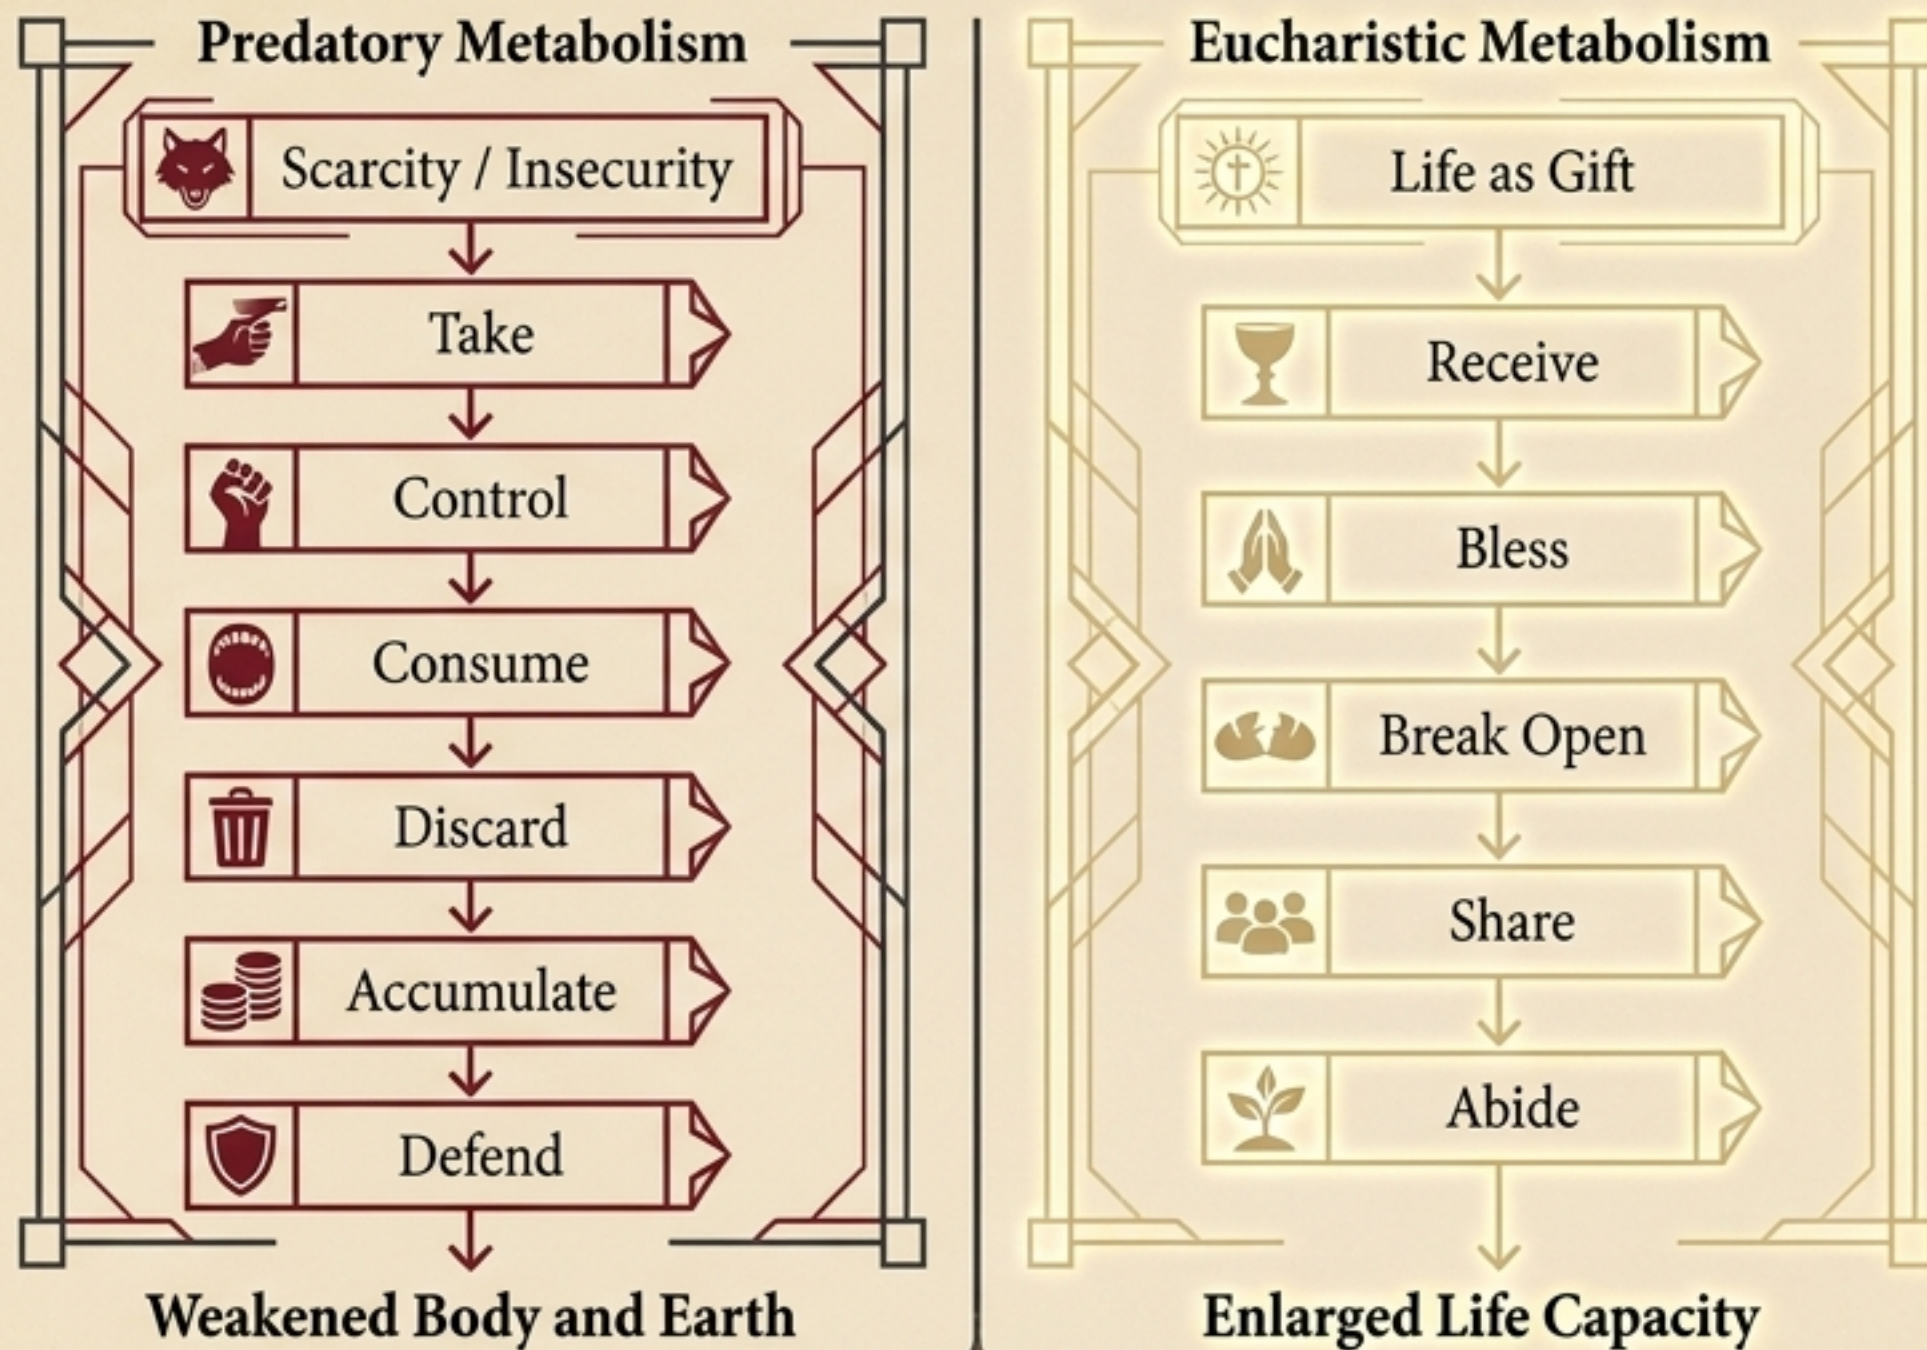 Predatory Metabolism
Scarcity / Insecurity
Take
Control
Consume
Discard
Accumulate
Defend
Weakened Body and Earth
Eucharistic Metabolism
Life as Gift
Receive
Bless
Break Open
Share
Abide
Enlarged Life Capacity